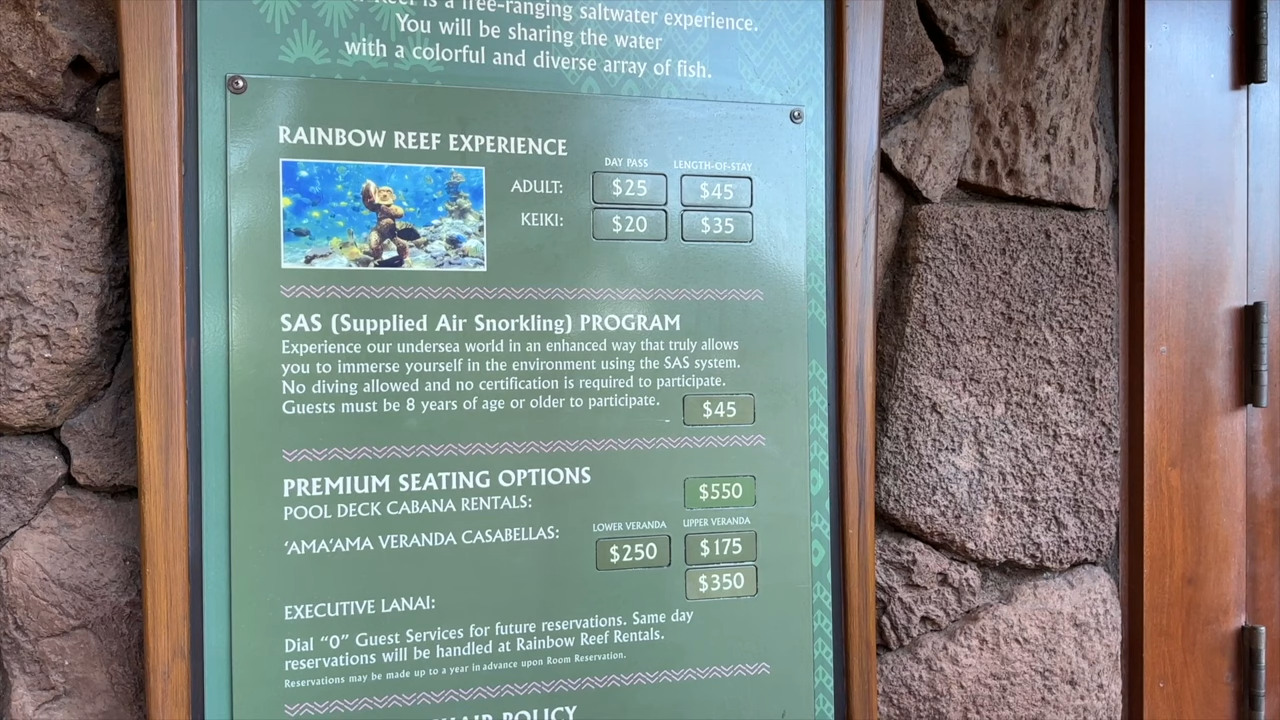 Reef is a free-ranging saltwater experience.
You will be sharing the water
with a colorful and diverse array of fish.
RAINBOW REEF EXPERIENCE
DAY PASS LENGTH-OF-STAY
ADULT: $25 $45
KEIKI: $20 $35
SAS (Supplied Air Snorkling) PROGRAM
Experience our undersea world in an enhanced way that truly allows
you to immerse yourself in the environment using the SAS system.
No diving allowed and no certification is required to participate.
Guests must be 8 years of age or older to participate. $45
PREMIUM SEATING OPTIONS
POOL DECK CABANA RENTALS: $550
LOWER VERANDA UPPER VERANDA
‘AMA‘AMA VERANDA CASABELLAS: $250 $175
$350
EXECUTIVE LANAI:
Dial “0” Guest Services for future reservations. Same day
reservations will be handled at Rainbow Reef Rentals.
Reservations may be made up to a year in advance upon Room Reservation.
POLICY